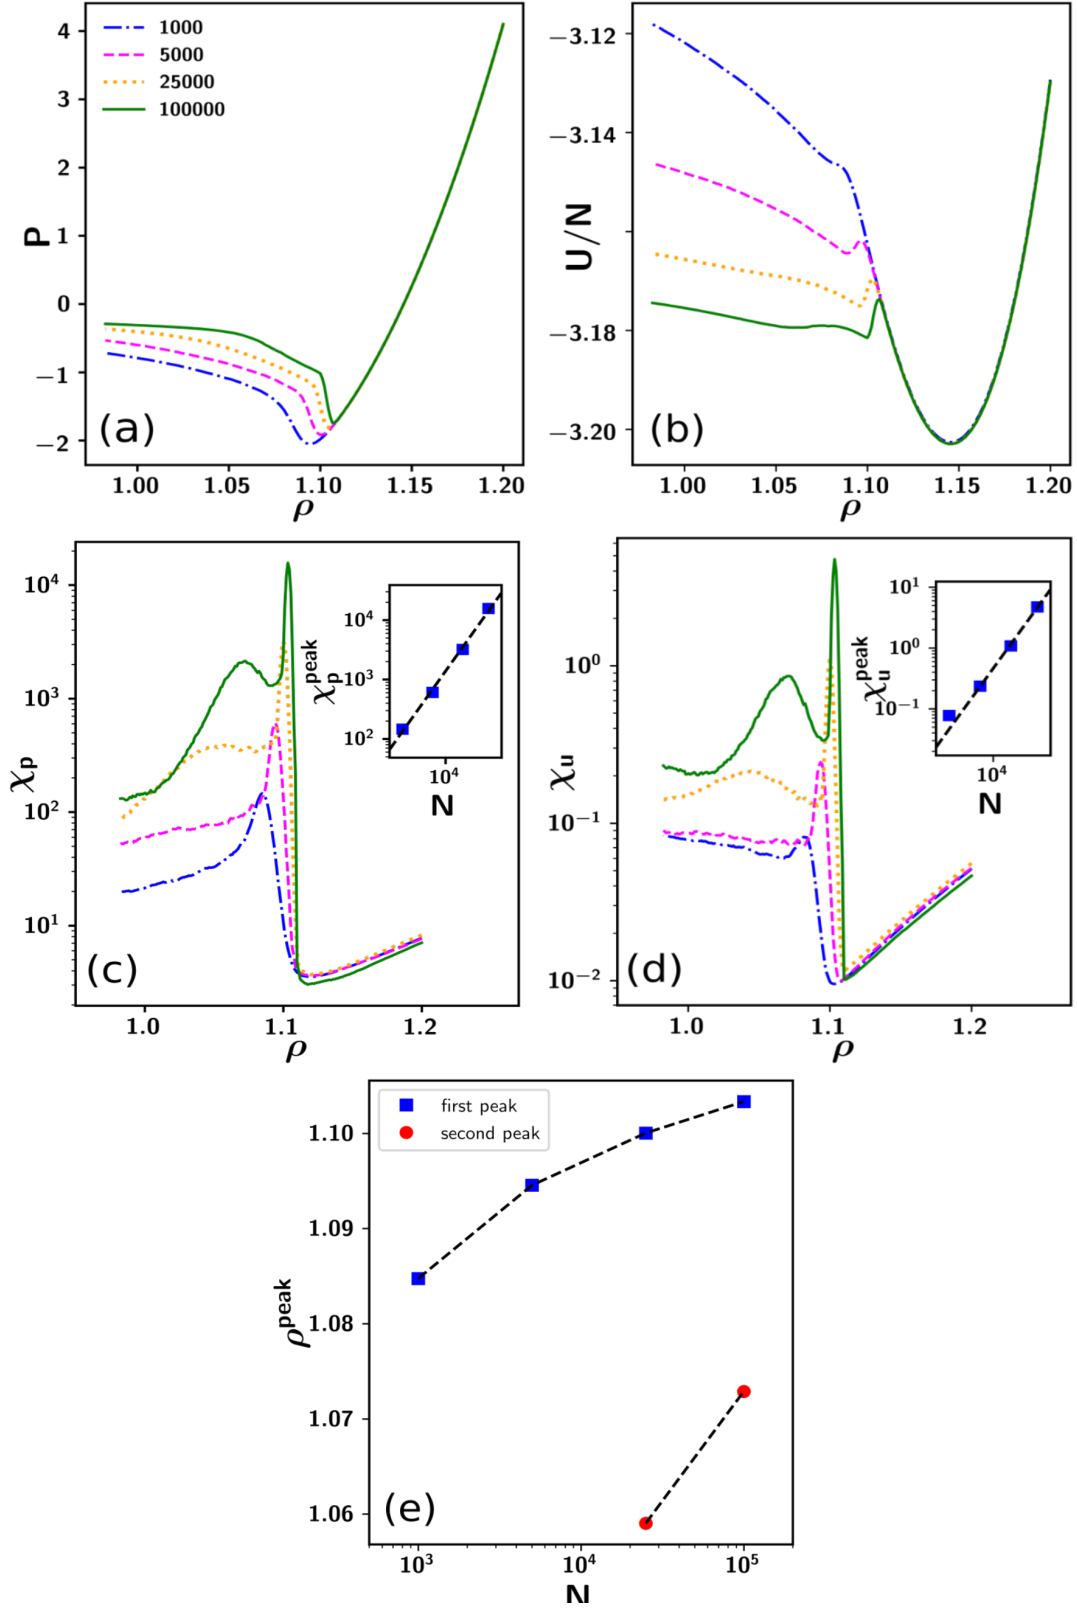 4
3
2
1
0
−1
−2
P
1000
5000
25000
100000
(a)
1.00 1.05 1.10 1.15 1.20
ρ
−3.12
−3.14
−3.18
−3.20
U/N
(b)
1.00 1.05 1.10 1.15 1.20
ρ
10⁴
10³
10²
10¹
χp
(c)
1.0 1.1 1.2
ρ
10⁴
10³
10²
χp^peak
10⁴
N
10⁰
10⁻¹
10⁻²
χu
(d)
1.0 1.1 1.2
ρ
10¹
10⁰
10⁻¹
χu^peak
10⁴
N
first peak
second peak
1.10
1.09
1.08
1.07
1.06
ρ^peak
(e)
10³ 10⁴ 10⁵
N